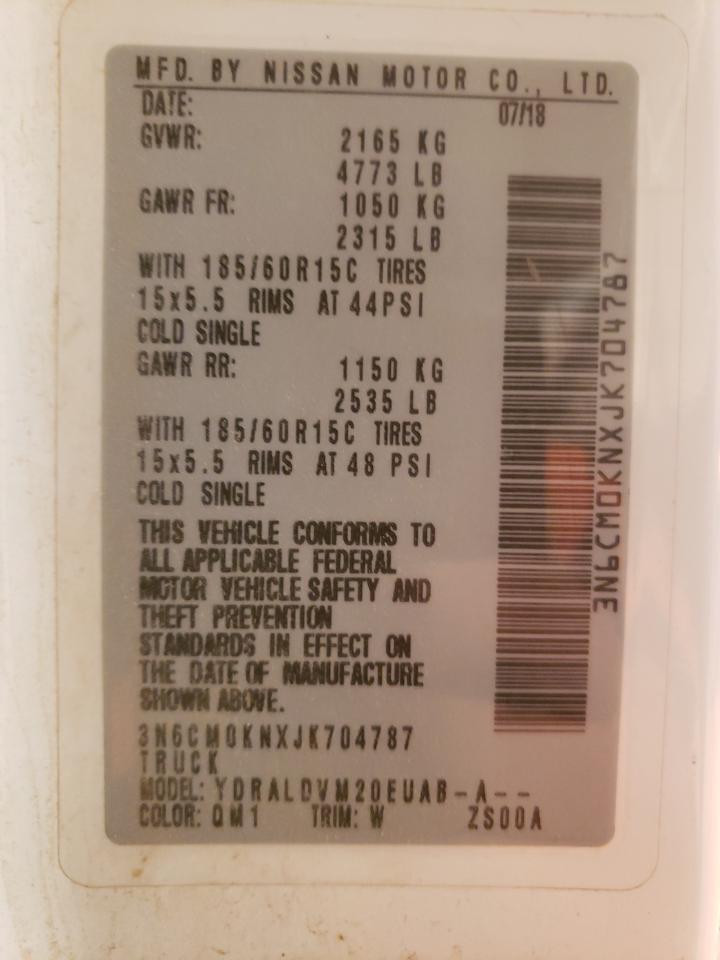 MFD. BY NISSAN MOTOR CO., LTD.
DATE: 07/18
GVWR: 2165 KG
4773 LB
GAWR FR: 1050 KG
2315 LB
WITH 185/60R15C TIRES
15x5.5 RIMS AT 44PSI
COLD SINGLE
GAWR RR: 1150 KG
2535 LB
WITH 185/60R15C TIRES
15x5.5 RIMS AT 48 PSI
COLD SINGLE
THIS VEHICLE CONFORMS TO
ALL APPLICABLE FEDERAL
MOTOR VEHICLE SAFETY AND
THEFT PREVENTION
STANDARDS IN EFFECT ON
THE DATE OF MANUFACTURE
SHOWN ABOVE.
3N6CM0KNXJK704787
TRUCK
MODEL: YDRALDVM20EUAB-A--
COLOR: QM1 TRIM: W ZS00A
3N6CM0KNXJK704787